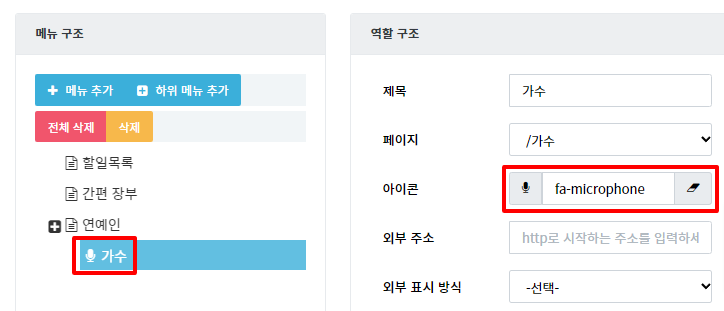 메뉴 구조
메뉴 추가 하위 메뉴 추가
전체 삭제 삭제
할일목록
간편 장부
연예인
가수
역할 구조
제목 가수
페이지 /가수
아이콘 fa-microphone
외부 주소 http로 시작하는 주소를 입력하세
외부 표시 방식 -선택-